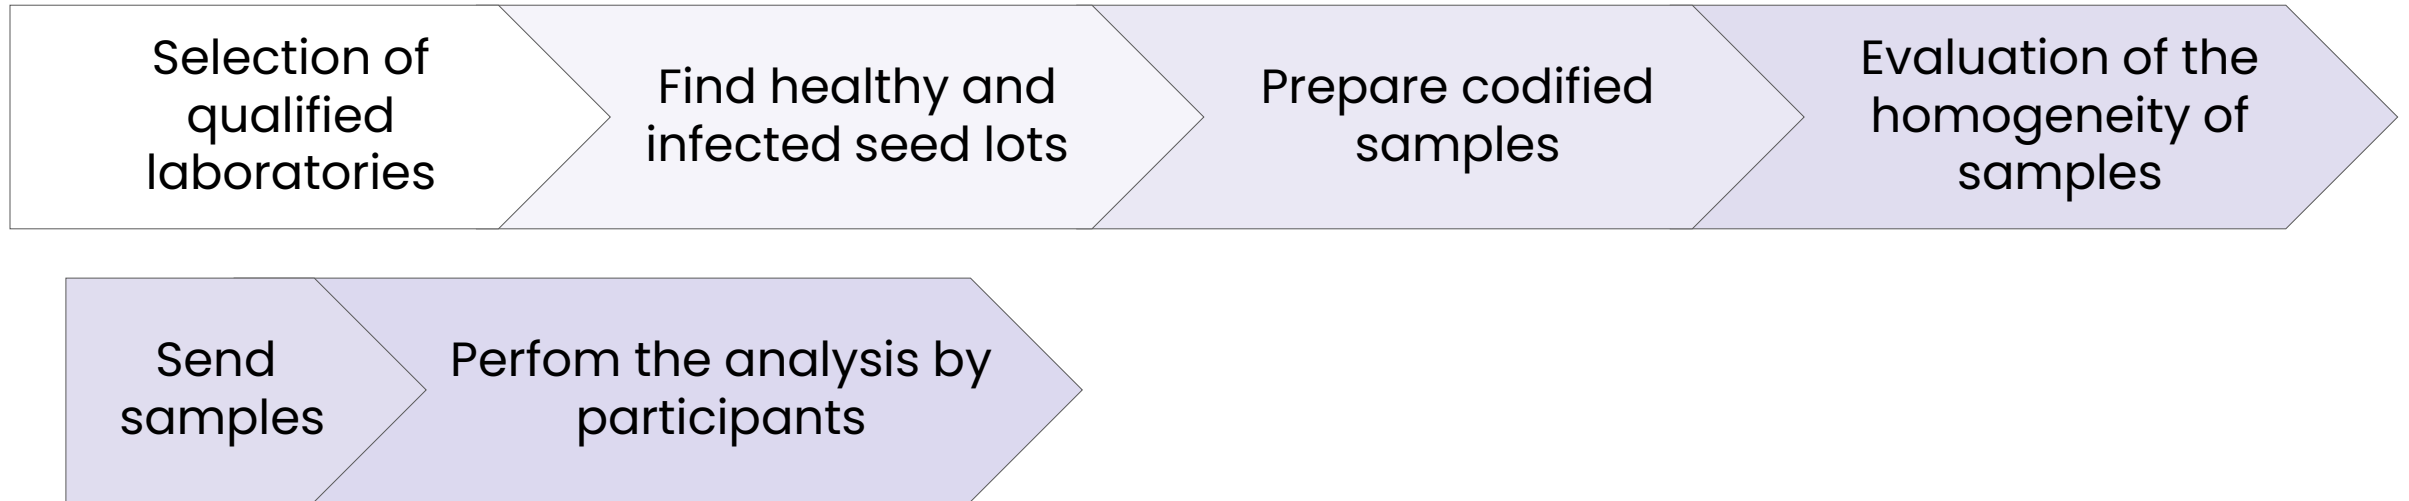 Selection of
qualified
laboratories
Find healthy and
infected seed lots
Prepare codified
samples
Evaluation of the
homogeneity of
samples
Send
samples
Perfom the analysis by
participants